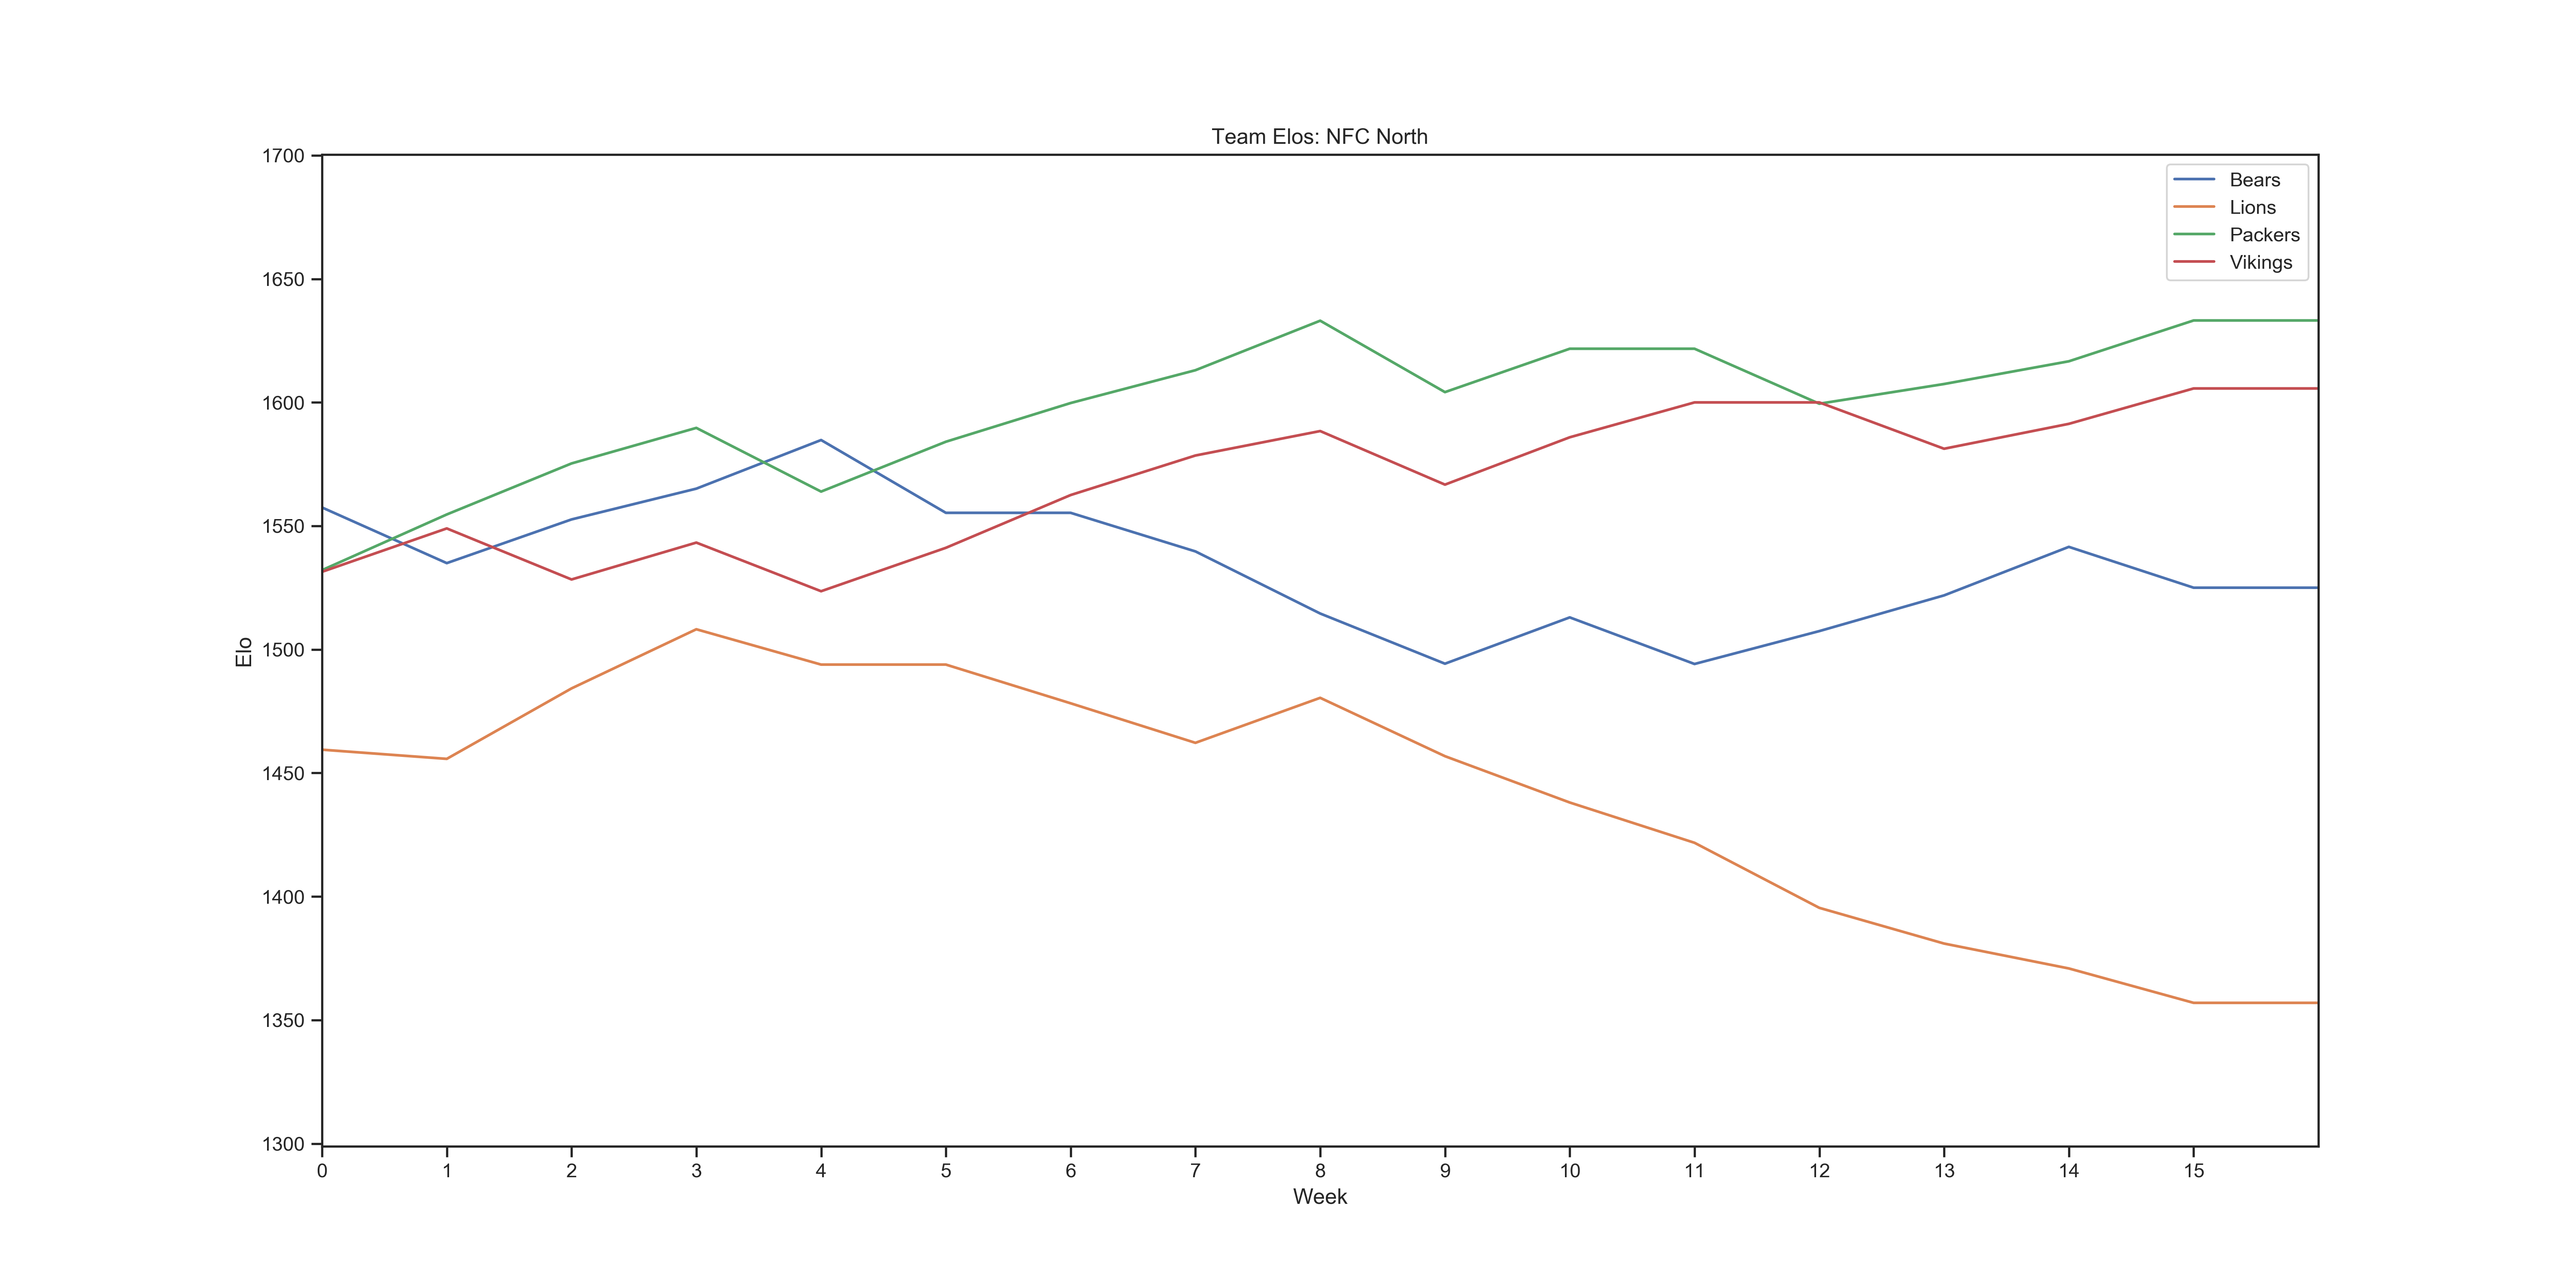 Team Elos: NFC North
1700
1650
1600
1550
1500
1450
1400
1350
1300
Elo
Bears
Lions
Packers
Vikings
0 1 2 3 4 5 6 7 8 9 10 11 12 13 14 15
Week